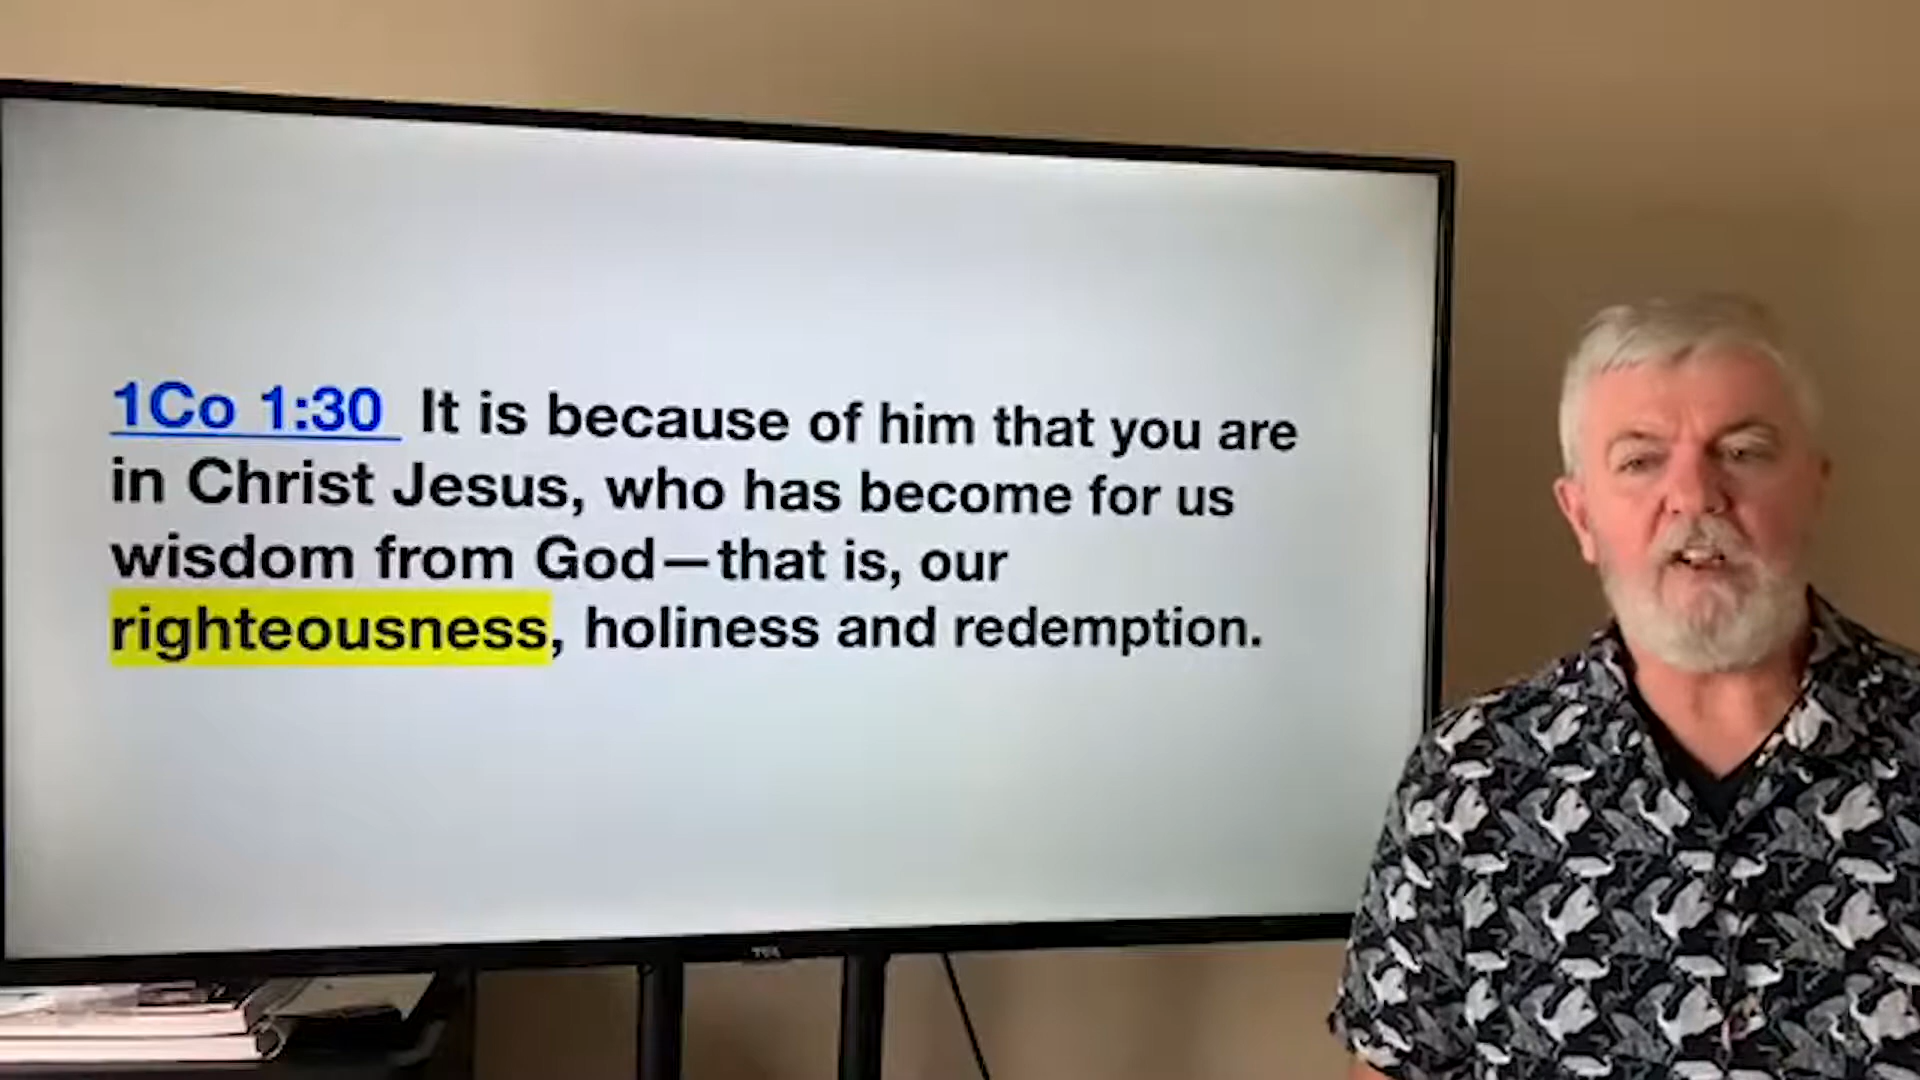 1Co 1:30 It is because of him that you are
in Christ Jesus, who has become for us
wisdom from God—that is, our
righteousness, holiness and redemption.
TCL